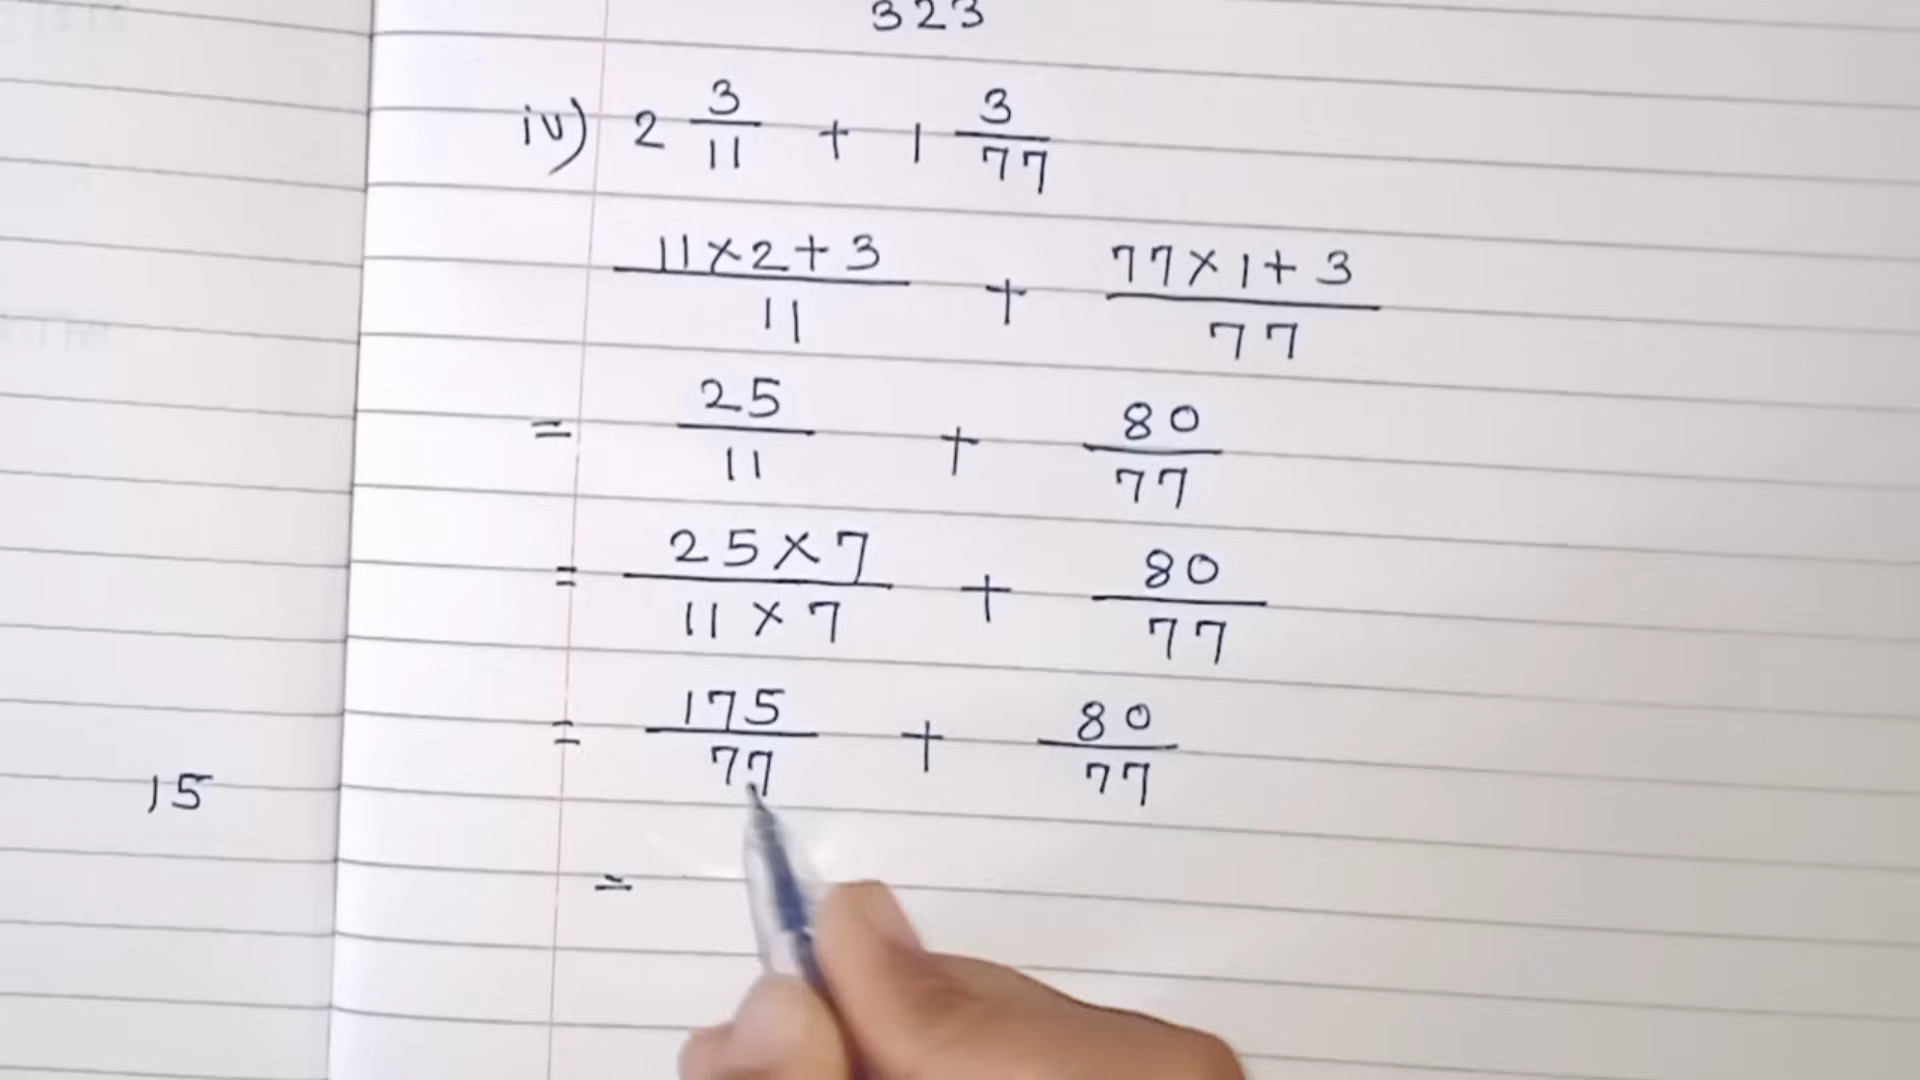 323
iv) 2 3/11 + 1 3/77
11×2+3/11 + 77×1+3/77
= 25/11 + 80/77
= 25×7/11×7 + 80/77
= 175/77 + 80/77
15
=